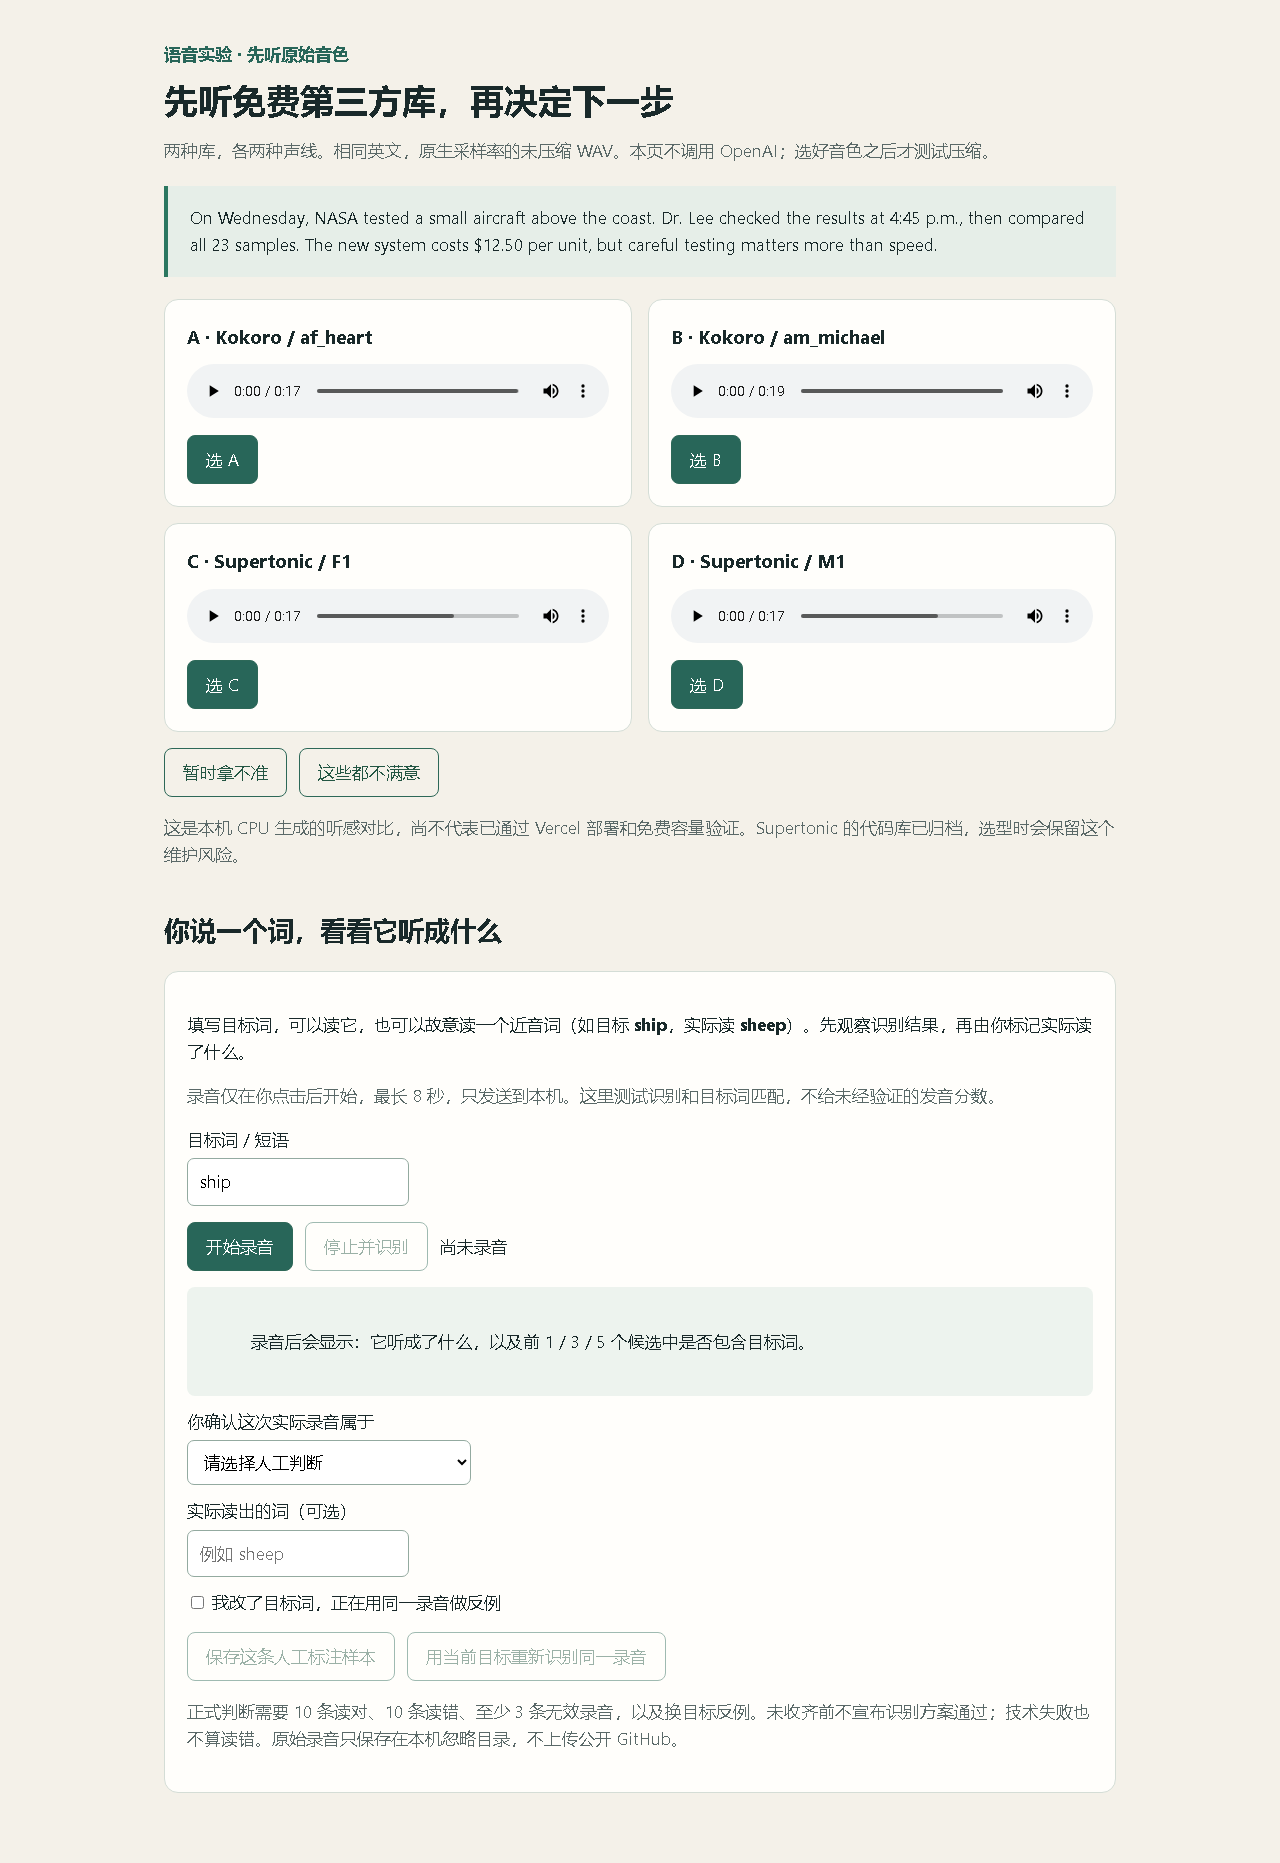 语音实验 · 先听原始音色
先听免费第三方库，再决定下一步
两种库，各两种声线。相同英文，原生采样率的未压缩 WAV。本页不调用 OpenAI；选好音色之后才测试压缩。
On Wednesday, NASA tested a small aircraft above the coast. Dr. Lee checked the results at 4:45 p.m., then compared
all 23 samples. The new system costs $12.50 per unit, but careful testing matters more than speed.
A · Kokoro / af_heart
0:00 / 0:17
选 A
B · Kokoro / am_michael
0:00 / 0:19
选 B
C · Supertonic / F1
0:00 / 0:17
选 C
D · Supertonic / M1
0:00 / 0:17
选 D
暂时拿不准
这些都不满意
这是本机 CPU 生成的听感对比，尚不代表已通过 Vercel 部署和免费容量验证。Supertonic 的代码库已归档，选型时会保留这个
维护风险。
你说一个词，看看它听成什么
填写目标词，可以读它，也可以故意读一个近音词（如目标 ship，实际读 sheep）。先观察识别结果，再由你标记实际读
了什么。
录音仅在你点击后开始，最长 8 秒，只发送到本机。这里测试识别和目标词匹配，不给未经验证的发音分数。
目标词 / 短语
ship
开始录音
停止并识别
尚未录音
录音后会显示：它听成了什么，以及前 1 / 3 / 5 个候选中是否包含目标词。
你确认这次实际录音属于
请选择人工判断
实际读出的词（可选）
例如 sheep
我改了目标词，正在用同一录音做反例
保存这条人工标注样本
用当前目标重新识别同一录音
正式判断需要 10 条读对、10 条读错、至少 3 条无效录音，以及换目标反例。未收齐前不宣布识别方案通过；技术失败也
不算读错。原始录音只保存在本机忽略目录，不上传公开 GitHub。